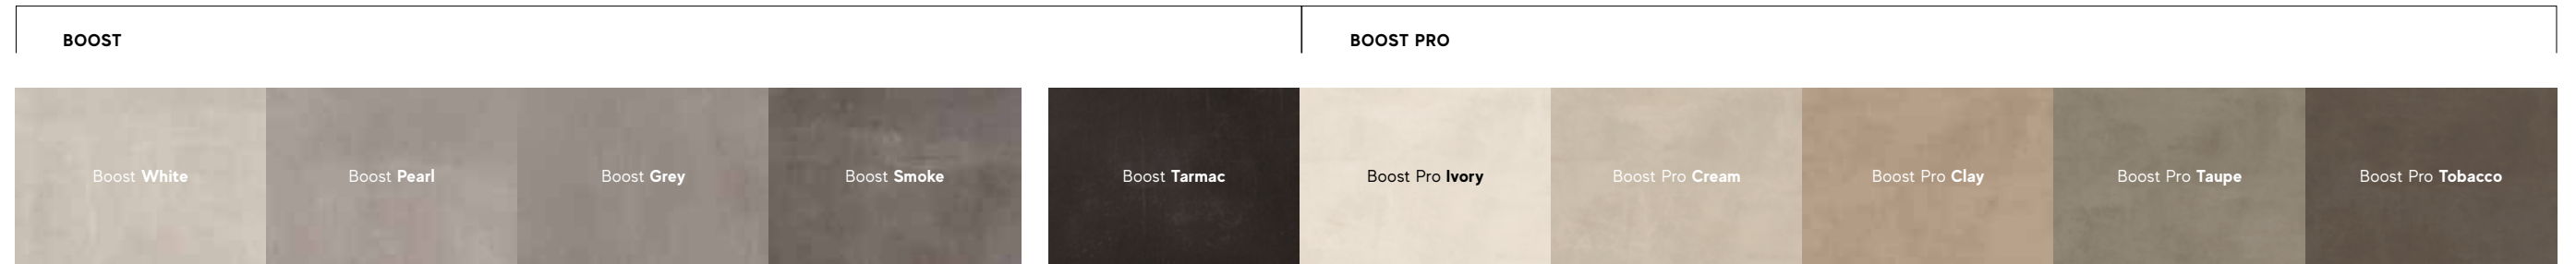 BOOST
BOOST PRO
Boost White
Boost Pearl
Boost Grey
Boost Smoke
Boost Tarmac
Boost Pro Ivory
Boost Pro Cream
Boost Pro Clay
Boost Pro Taupe
Boost Pro Tobacco